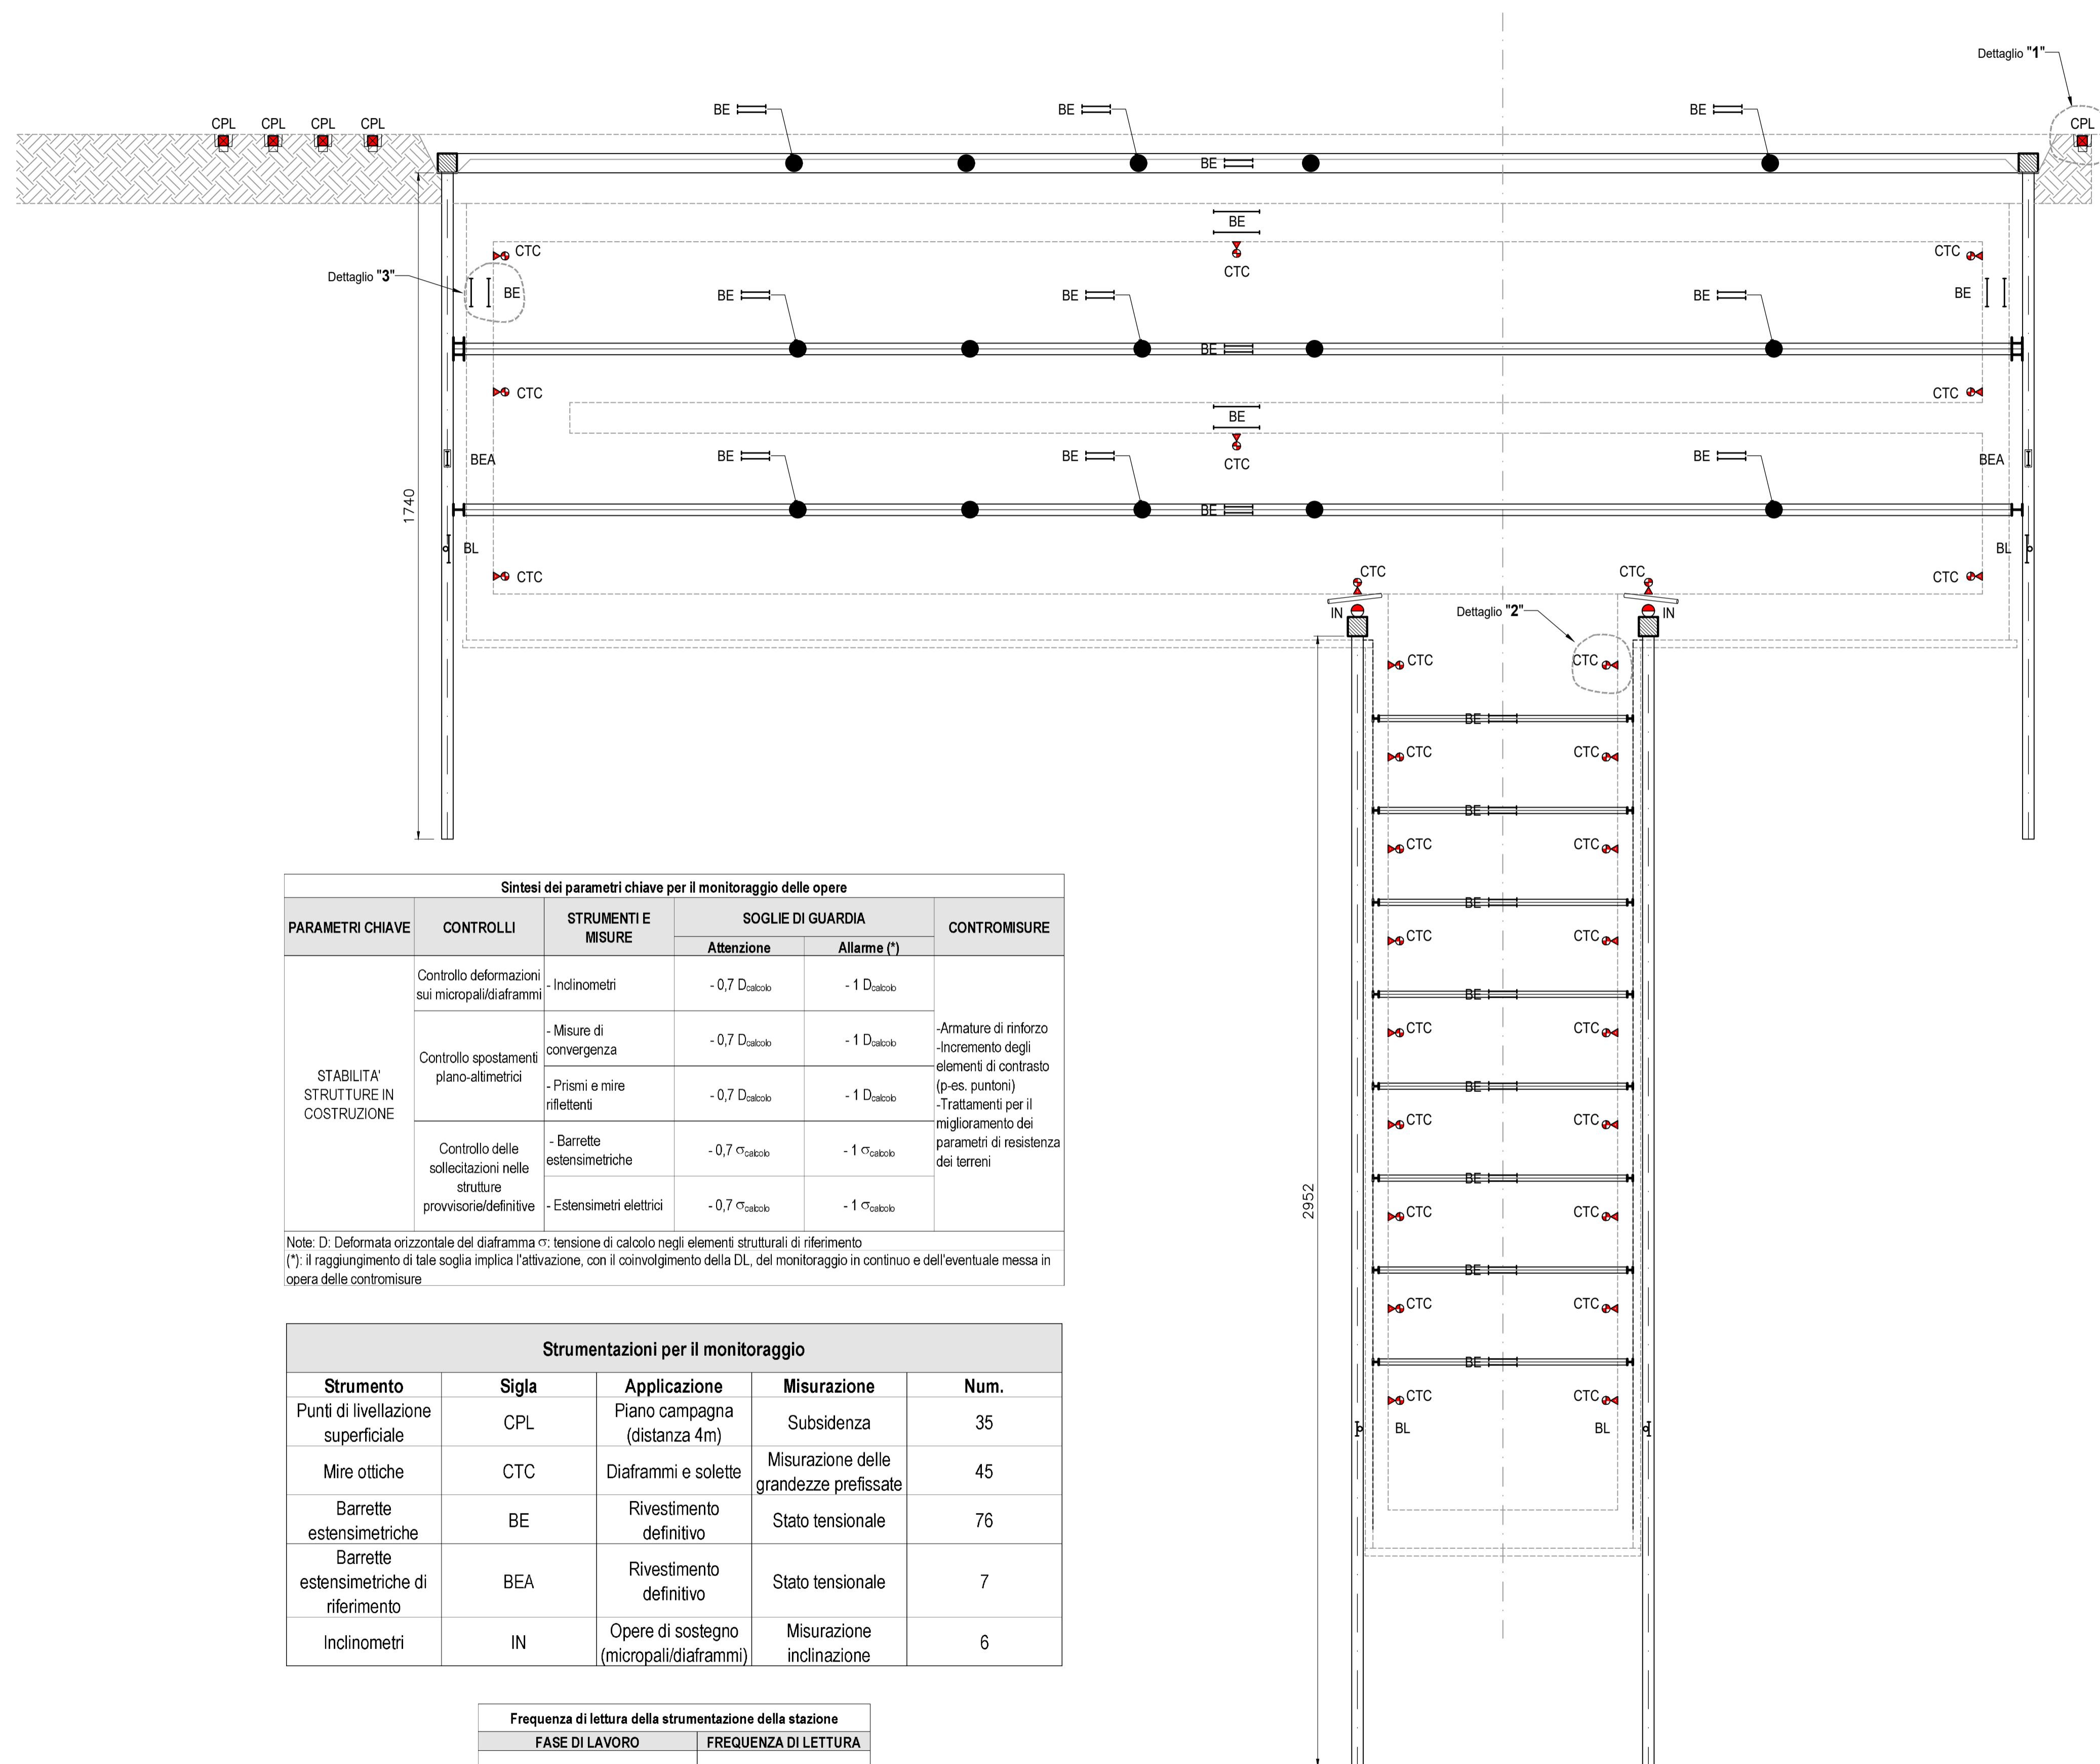 Dettaglio "1"
BE BE BE
CPL CPL CPL CPL CPL
BE
BE
CTC CTC CTC
Dettaglio "3"
BE BE
BE BE BE
BE
CTC CTC
BE
BE BE BE
CTC
BEA BEA
1740
BE
BL BL
CTC CTC CTC CTC
IN Dettaglio "2" IN
CTC CTC
BE
CTC CTC
BE
CTC CTC
BE
CTC CTC
BE
CTC CTC
BE
CTC CTC
BE
2952
CTC CTC
BE
CTC CTC
BE
CTC CTC
BL BL
Sintesi dei parametri chiave per il monitoraggio delle opere
PARAMETRI CHIAVE CONTROLLI STRUMENTI E MISURE SOGLIE DI GUARDIA CONTROMISURE
Attenzione Allarme (*)
STABILITA'
STRUTTURE IN
COSTRUZIONE
Controllo deformazioni
sui micropali/diaframmi
- Inclinometri - 0,7 Dcalcolo - 1 Dcalcolo
Controllo spostamenti
plano-altimetrici
- Misure di
convergenza - 0,7 Dcalcolo - 1 Dcalcolo
- Prismi e mire
riflettenti - 0,7 Dcalcolo - 1 Dcalcolo
Controllo delle
sollecitazioni nelle
strutture
provvisorie/definitive
- Barrette
estensimetriche - 0,7 σcalcolo - 1 σcalcolo
- Estensimetri elettrici - 0,7 σcalcolo - 1 σcalcolo
-Armature di rinforzo
-Incremento degli
elementi di contrasto
(p-es. puntoni)
-Trattamenti per il
miglioramento dei
parametri di resistenza
dei terreni
Note: D: Deformata orizzontale del diaframma σ: tensione di calcolo negli elementi strutturali di riferimento
(*): il raggiungimento di tale soglia implica l'attivazione, con il coinvolgimento della DL, del monitoraggio in continuo e dell'eventuale messa in
opera delle contromisure
Strumentazioni per il monitoraggio
Strumento Sigla Applicazione Misurazione Num.
Punti di livellazione
superficiale
CPL
Piano campagna
(distanza 4m)
Subsidenza
35
Mire ottiche
CTC
Diaframmi e solette
Misurazione delle
grandezze prefissate
45
Barrette
estensimetriche
BE
Rivestimento
definitivo
Stato tensionale
76
Barrette
estensimetriche di
riferimento
BEA
Rivestimento
definitivo
Stato tensionale
7
Inclinometri
IN
Opere di sostegno
(micropali/diaframmi)
Misurazione
inclinazione
6
Frequenza di lettura della strumentazione della stazione
FASE DI LAVORO FREQUENZA DI LETTURA